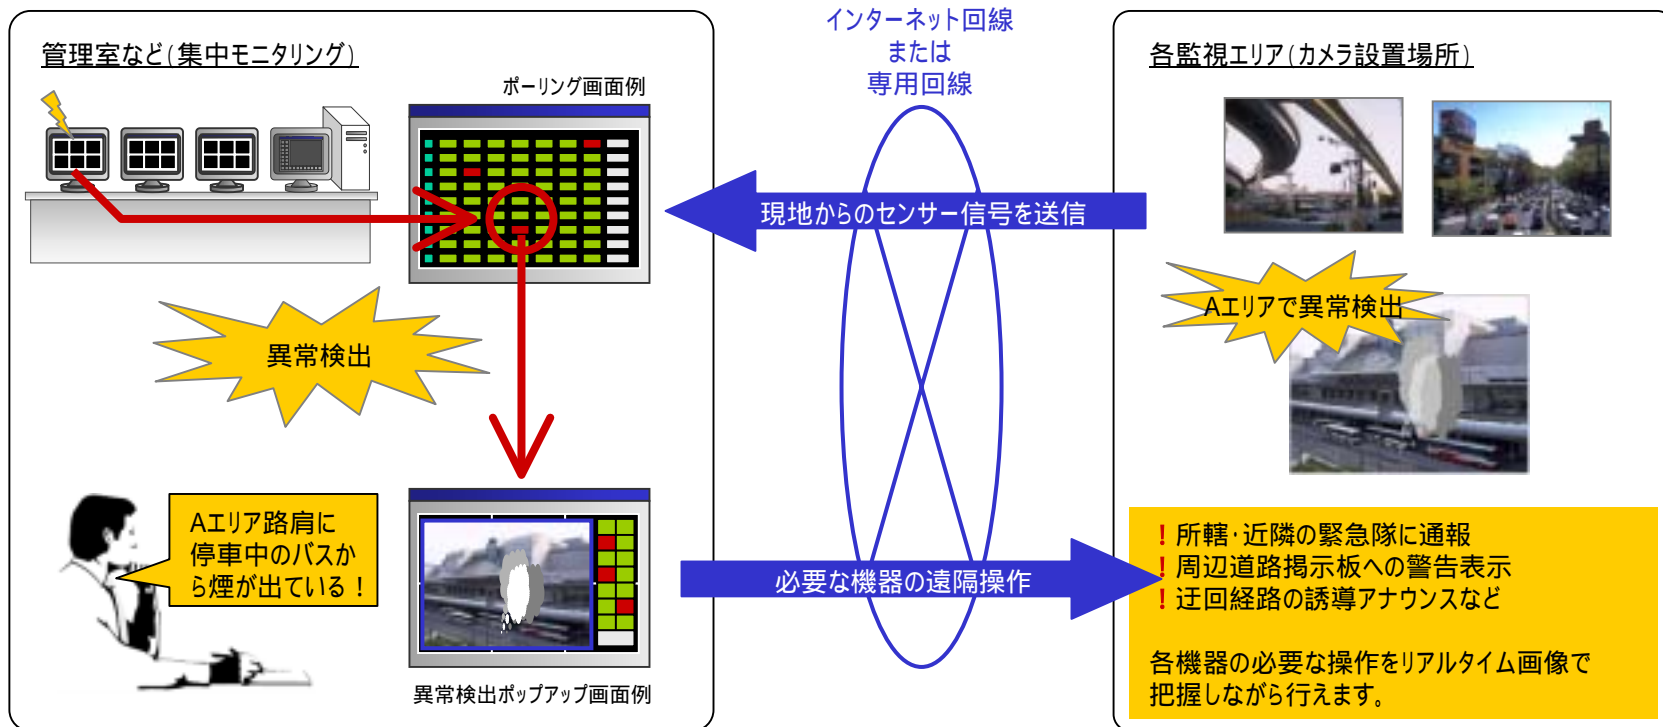 管理室など(集中モニタリング)
ポーリング画面例
異常検出
Aエリア路肩に
停車中のバスか
ら煙が出ている！
異常検出ポップアップ画面例
インターネット回線
または
専用回線
現地からのセンサー信号を送信
必要な機器の遠隔操作
各監視エリア(カメラ設置場所)
Aエリアで異常検出
！所轄・近隣の緊急隊に通報
！周辺道路掲示板への警告表示
！迂回経路の誘導アナウンスなど
各機器の必要な操作をリアルタイム画像で
把握しながら行えます。